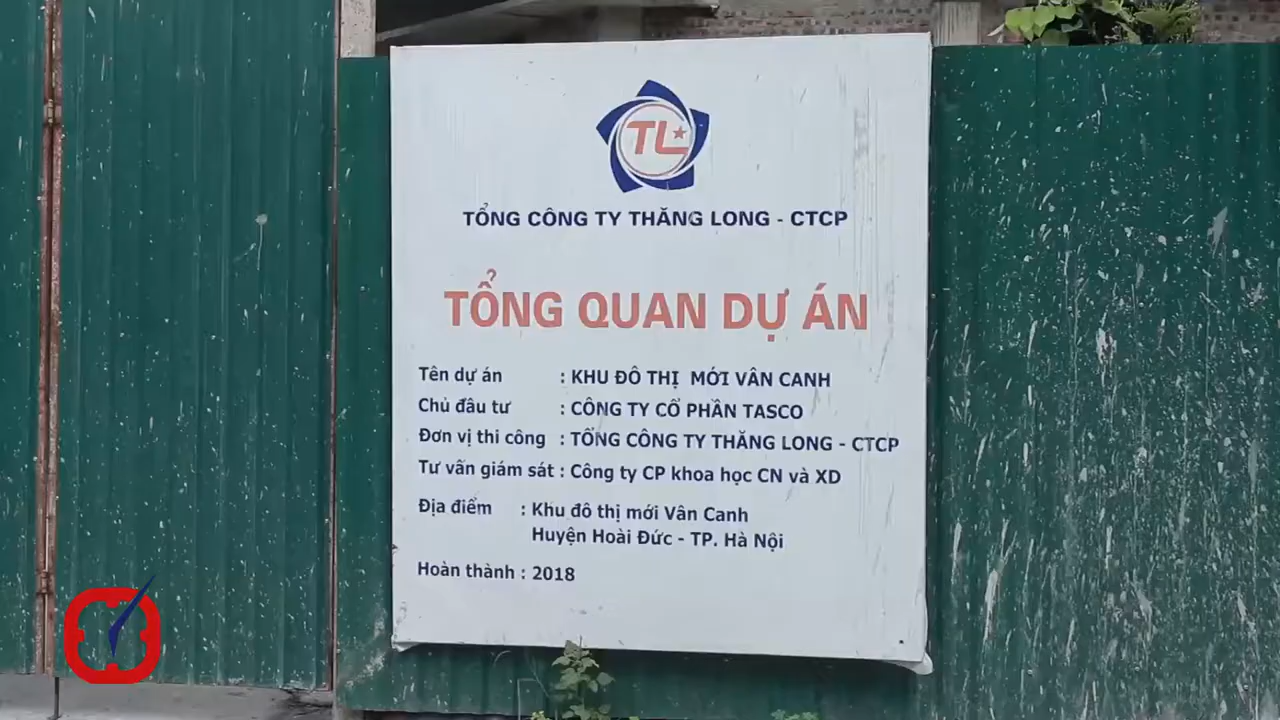 TL
TỔNG CÔNG TY THĂNG LONG - CTCP
TỔNG QUAN DỰ ÁN
Tên dự án : KHU ĐÔ THỊ MỚI VÂN CANH
Chủ đầu tư : CÔNG TY CỔ PHẦN TASCO
Đơn vị thi công : TỔNG CÔNG TY THĂNG LONG - CTCP
Tư vấn giám sát : Công ty CP khoa học CN và XD
Địa điểm : Khu đô thị mới Vân Canh
Huyện Hoài Đức - TP. Hà Nội
Hoàn thành : 2018